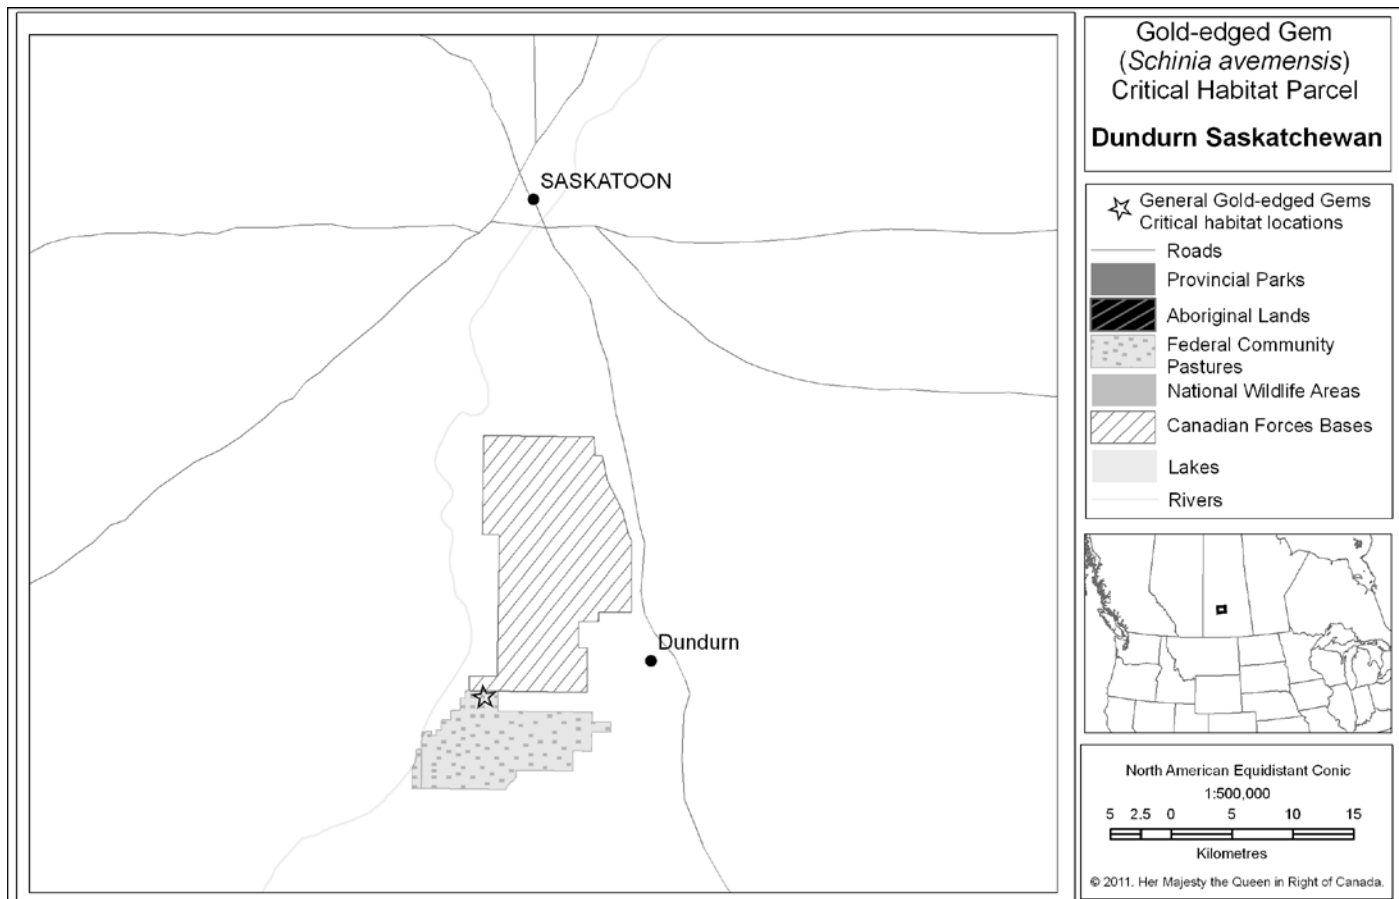 Gold-edged Gem
(Schinia avemensis)
Critical Habitat Parcel
Dundurn Saskatchewan
SASKATOON
Dundurn
General Gold-edged Gems
Critical habitat locations
Roads
Provincial Parks
Aboriginal Lands
Federal Community
Pastures
National Wildlife Areas
Canadian Forces Bases
Lakes
Rivers
North American Equidistant Conic
1:500,000
5 2.5 0 5 10 15
Kilometres
© 2011. Her Majesty the Queen in Right of Canada.